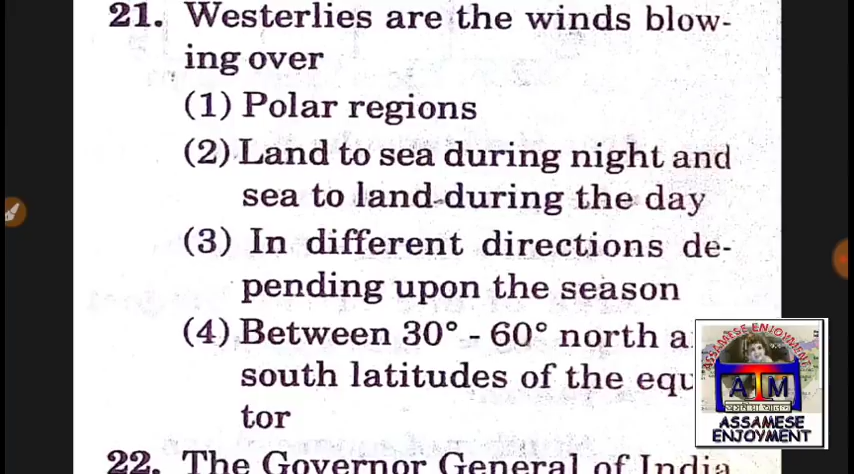 21. Westerlies are the winds blow-
ing over
(1) Polar regions
(2) Land to sea during night and
sea to land during the day
(3) In different directions de-
pending upon the season
(4) Between 30° - 60° north a
south latitudes of the equ
tor
ASSAMESE ENJOYMENT
ATM
ASSAMESE
ENJOYMENT
22. The Governor General of India